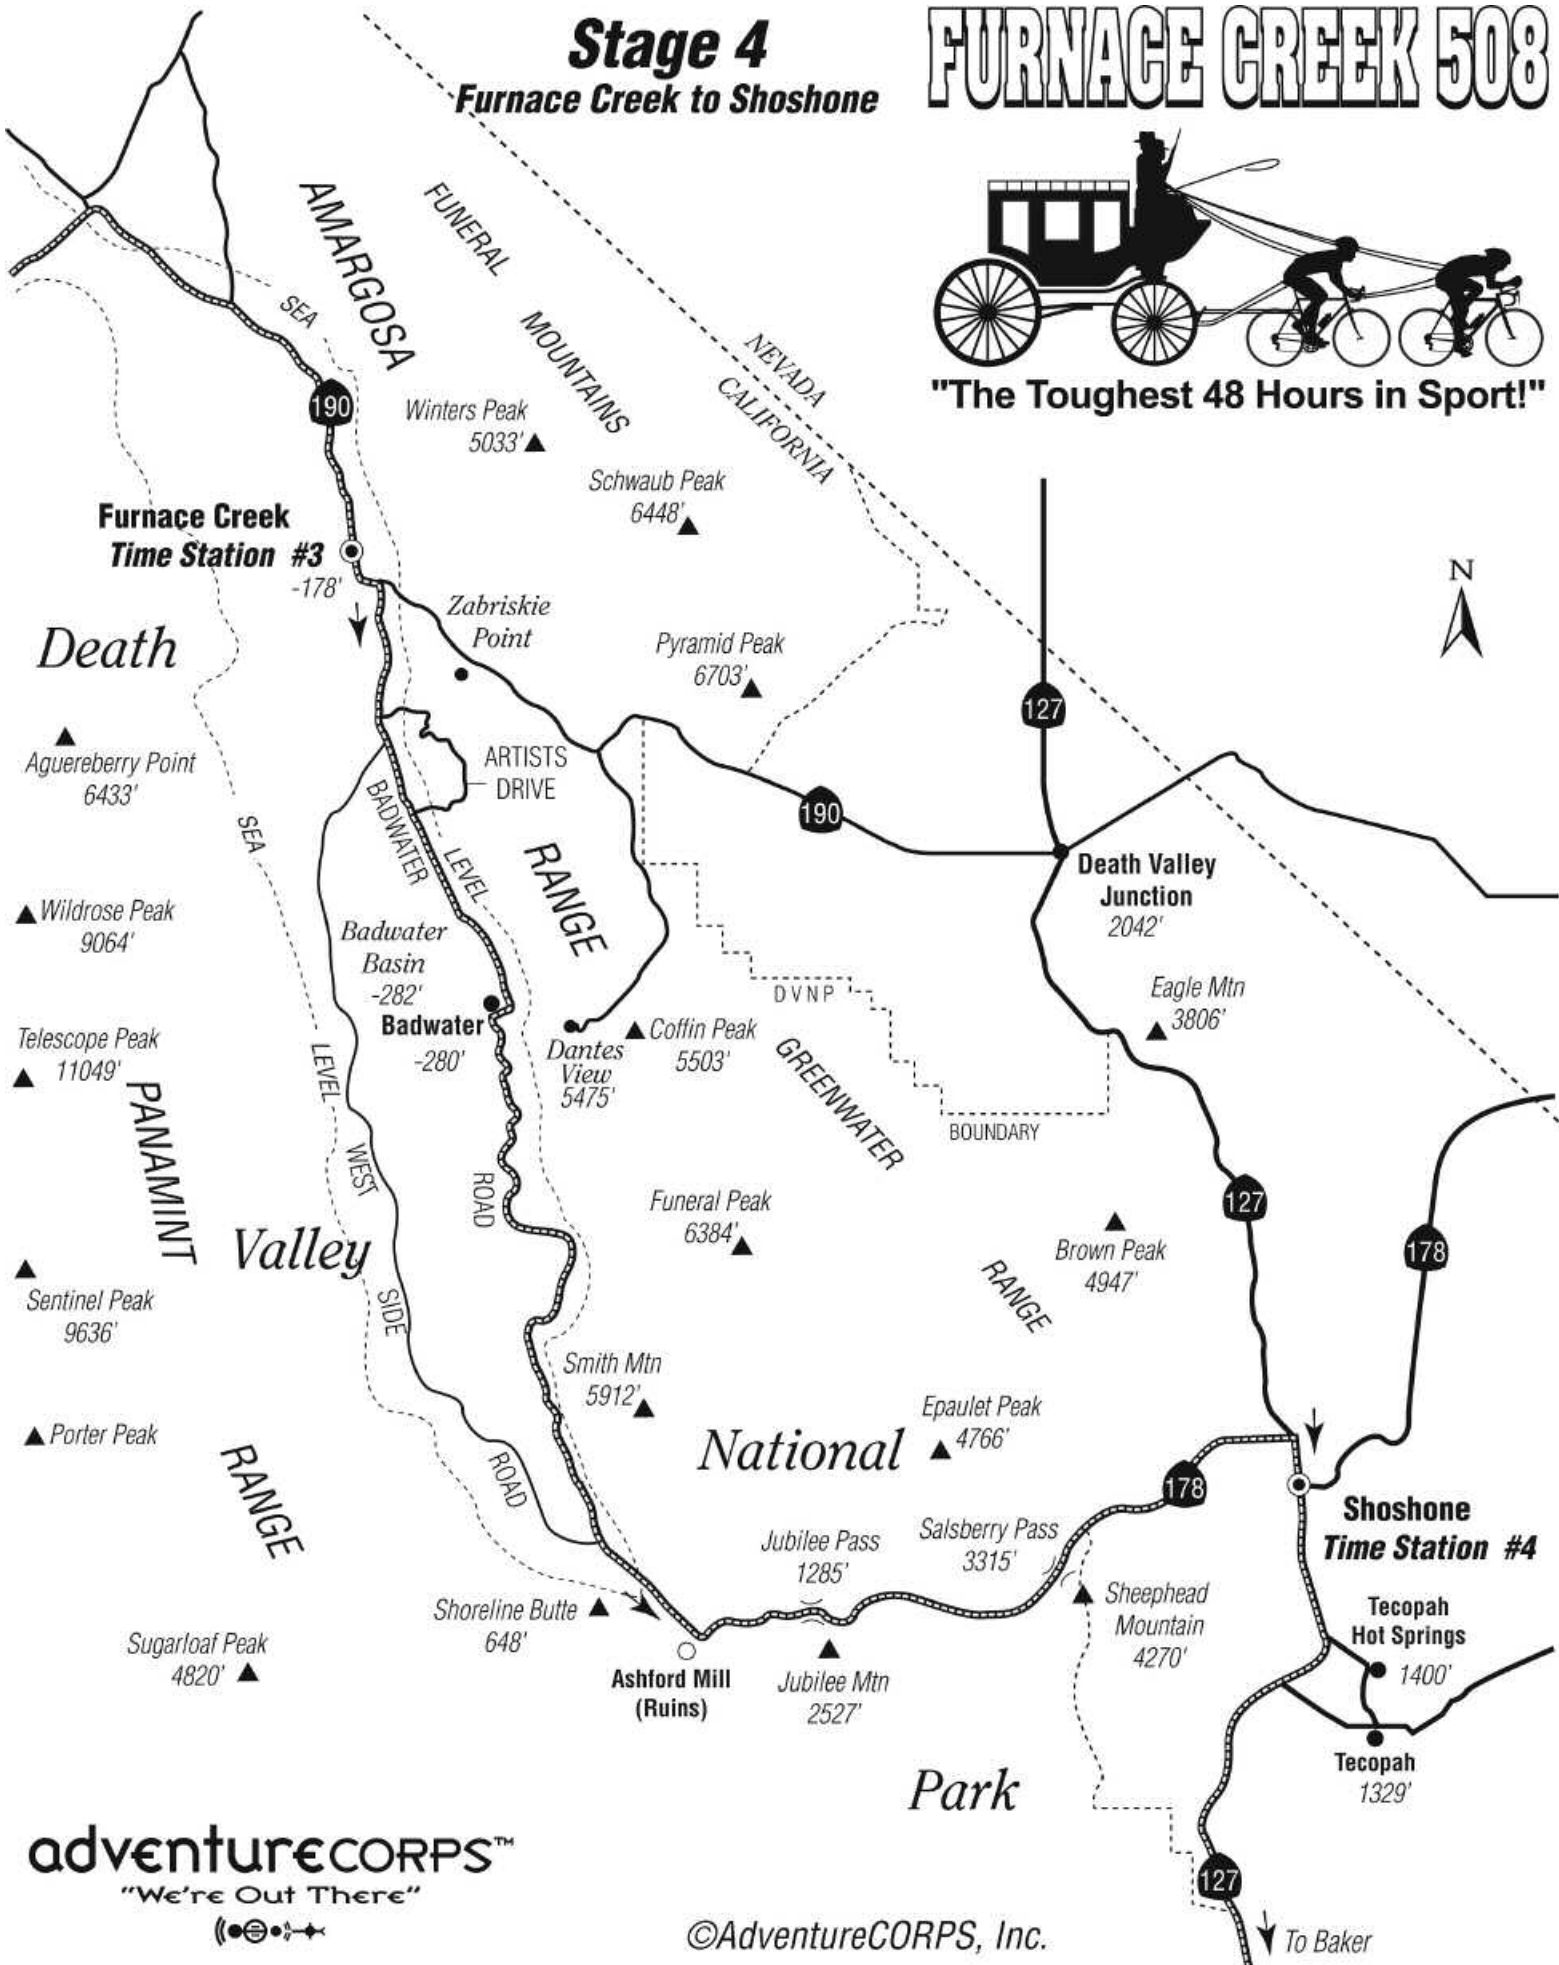 Stage 4
Furnace Creek to Shoshone
FURNACE CREEK 508
"The Toughest 48 Hours in Sport!"
AMARGOSA
FUNERAL
MOUNTAINS
SEA
NEVADA
CALIFORNIA
190
Winters Peak
5033'
Schwaub Peak
6448'
Furnace Creek
Time Station #3
-178'
N
Zabriskie
Point
Death
Pyramid Peak
6703'
127
Aguereberry Point
6433'
ARTISTS
DRIVE
BADWATER
190
SEA
LEVEL
RANGE
Death Valley
Junction
2042'
Wildrose Peak
9064'
Badwater
Basin
-282'
Badwater
-280'
DVNP
Eagle Mtn
3806'
Telescope Peak
11049'
LEVEL
Dantes
View
5475'
Coffin Peak
5503'
GREENWATER
BOUNDARY
PANAMINT
WEST
ROAD
127
178
Valley
Funeral Peak
6384'
Brown Peak
4947'
RANGE
Sentinel Peak
9636'
SIDE
Smith Mtn
5912'
Porter Peak
RANGE
ROAD
National
Epaulet Peak
4766'
178
Shoshone
Time Station #4
Jubilee Pass
1285'
Salsberry Pass
3315'
Shoreline Butte
648'
Sheephead
Mountain
4270'
Tecopah
Hot Springs
1400'
Sugarloaf Peak
4820'
Ashford Mill
(Ruins)
Jubilee Mtn
2527'
Park
Tecopah
1329'
adventureCORPS™
"We're Out There"
127
©AdventureCORPS, Inc.
To Baker